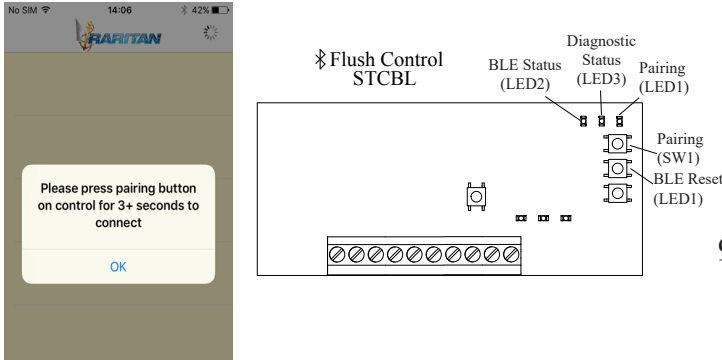 No SIM 14:06 42%
RARITAN
Please press pairing button
on control for 3+ seconds to
connect
OK
Flush Control
STCBL
BLE Status
(LED2)
Diagnostic
Status
(LED3)
Pairing
(LED1)
Pairing
(SW1)
BLE Reset
(LED1)